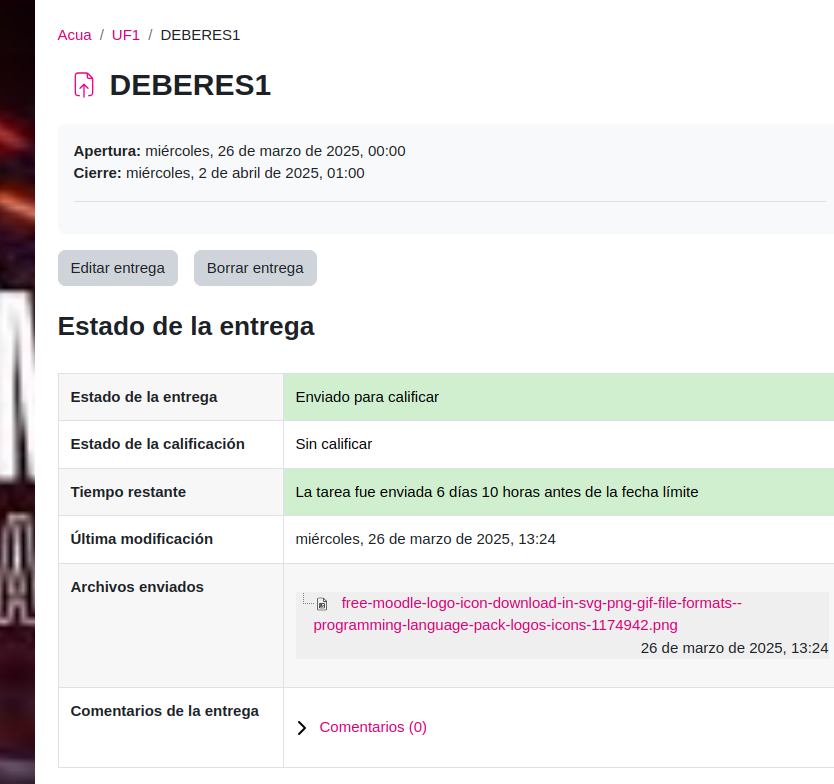 Acua / UF1 / DEBERES1
DEBERES1
Apertura: miércoles, 26 de marzo de 2025, 00:00
Cierre: miércoles, 2 de abril de 2025, 01:00
Editar entrega Borrar entrega
Estado de la entrega
Estado de la entrega Enviado para calificar
Estado de la calificación Sin calificar
Tiempo restante La tarea fue enviada 6 días 10 horas antes de la fecha límite
Última modificación miércoles, 26 de marzo de 2025, 13:24
Archivos enviados
free-moodle-logo-icon-download-in-svg-png-gif-file-formats--
programming-language-pack-logos-icons-1174942.png
26 de marzo de 2025, 13:24
Comentarios de la entrega
Comentarios (0)